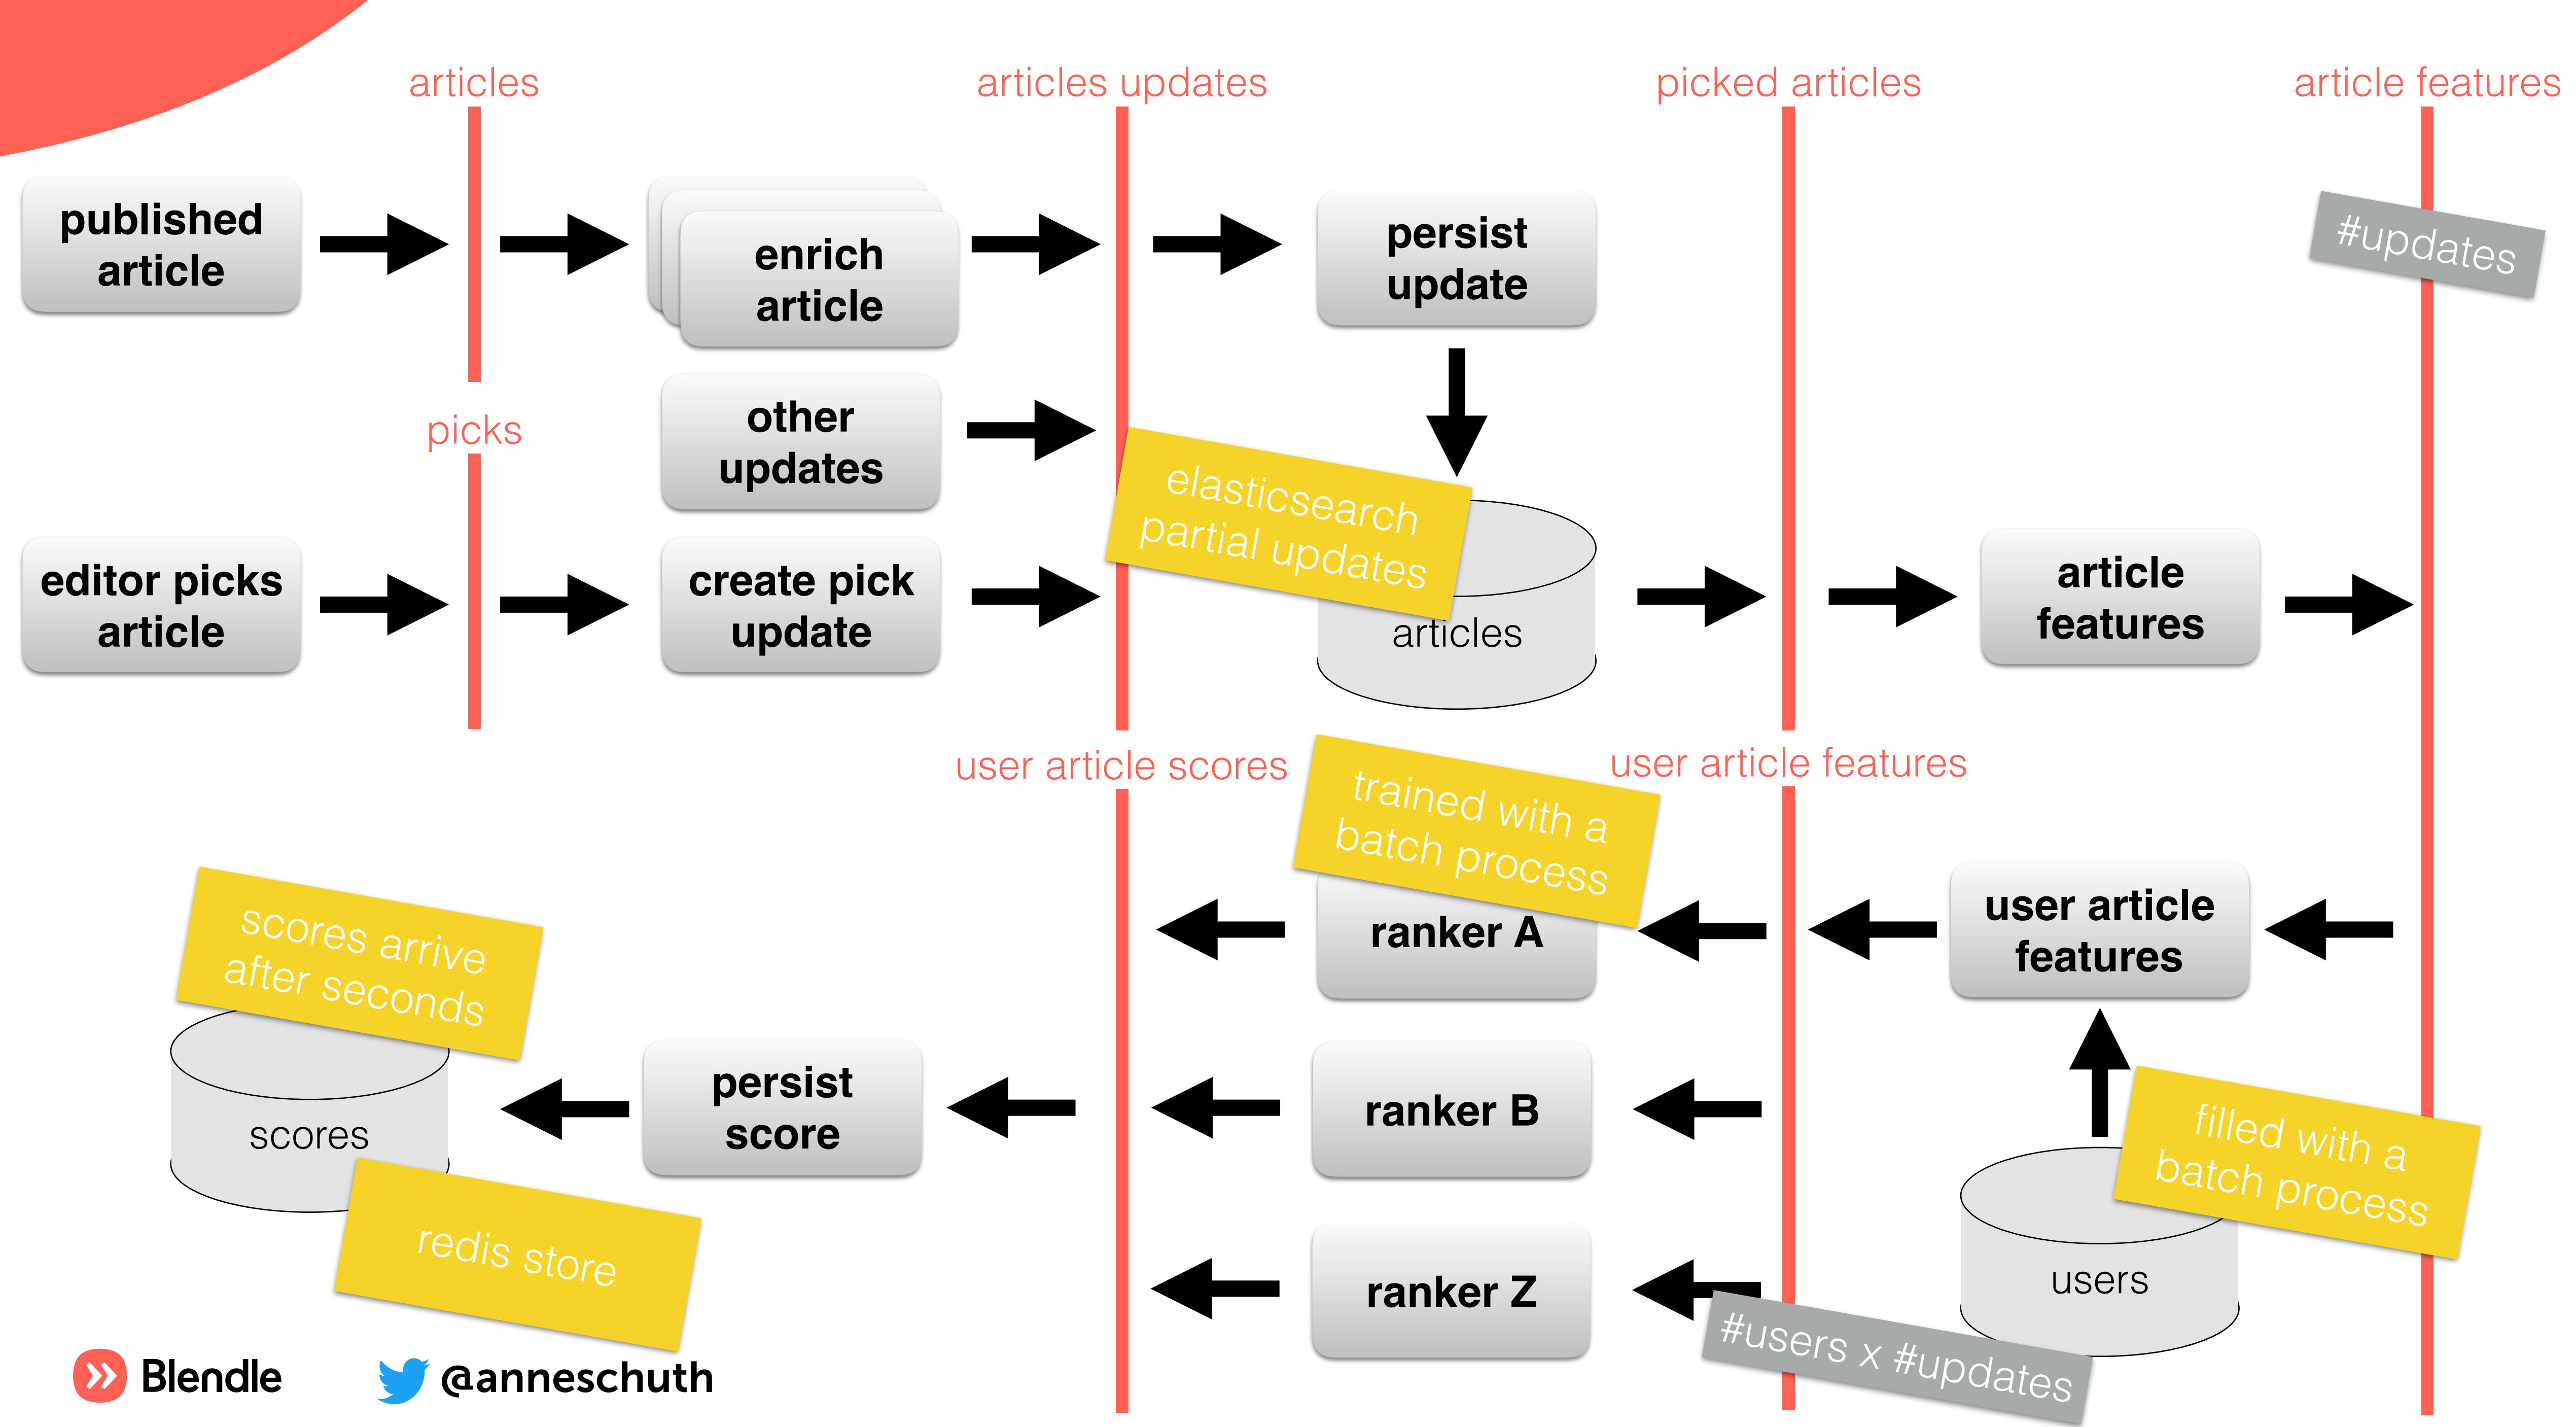 articles
articles updates
picked articles
article features
published
article
enrich
article
persist
update
#updates
other
updates
picks
elasticsearch
partial updates
editor picks
article
create pick
update
articles
article
features
user article scores
user article features
trained with a
batch process
scores arrive
after seconds
ranker A
user article
features
scores
persist
score
ranker B
filled with a
batch process
redis store
ranker Z
users
#users x #updates
Blendle
@anneschuth